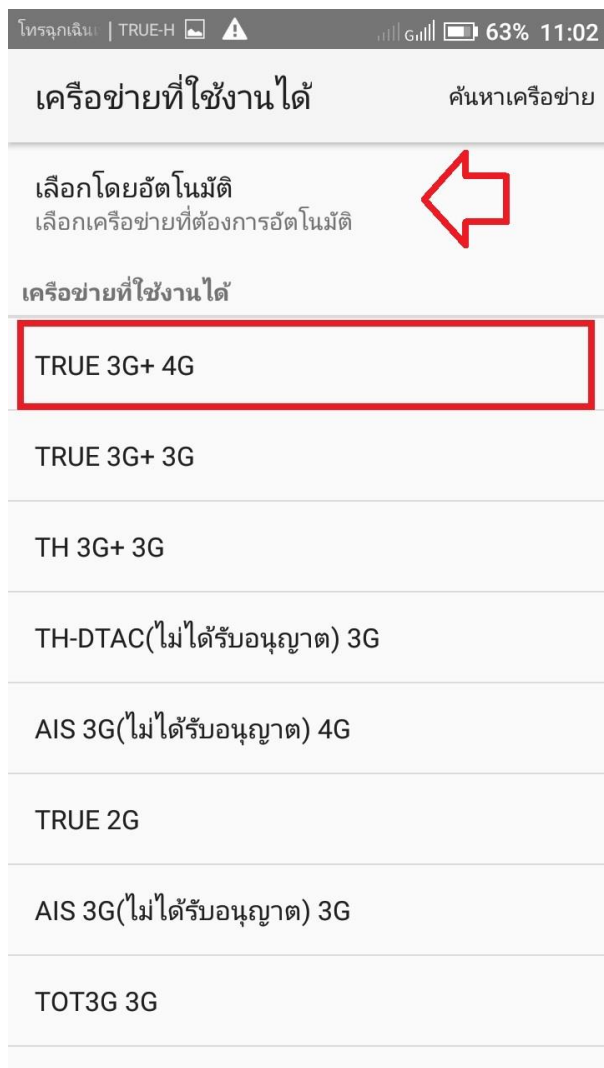 โทรฉุกเฉิน | TRUE-H 63% 11:02
เครือข่ายที่ใช้งานได้ ค้นหาเครือข่าย
เลือกโดยอัตโนมัติ
เลือกเครือข่ายที่ต้องการอัตโนมัติ
เครือข่ายที่ใช้งานได้
TRUE 3G+ 4G
TRUE 3G+ 3G
TH 3G+ 3G
TH-DTAC(ไม่ได้รับอนุญาต) 3G
AIS 3G(ไม่ได้รับอนุญาต) 4G
TRUE 2G
AIS 3G(ไม่ได้รับอนุญาต) 3G
TOT3G 3G